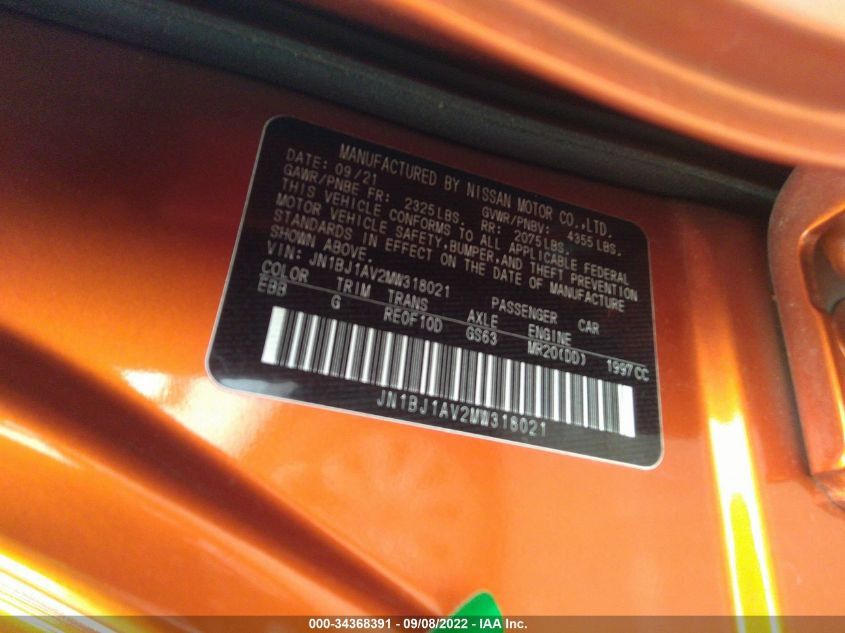 MANUFACTURED BY NISSAN MOTOR CO.,LTD.
DATE: 09/21 GVWR/PNBV: 4355LBS.
GAWR/PNBE FR: 2325LBS. RR: 2075LBS.
THIS VEHICLE CONFORMS TO ALL APPLICABLE FEDERAL
MOTOR VEHICLE SAFETY,BUMPER,AND THEFT PREVENTION
STANDARDS IN EFFECT ON THE DATE OF MANUFACTURE
SHOWN ABOVE.
VIN: JN1BJ1AV2MW318021 PASSENGER CAR
COLOR TRIM TRANS AXLE ENGINE
EBB G RE0F10D GS63 MR20(DD) 1997CC
JN1BJ1AV2MW318021
000-34368391 - 09/08/2022 - IAA Inc.